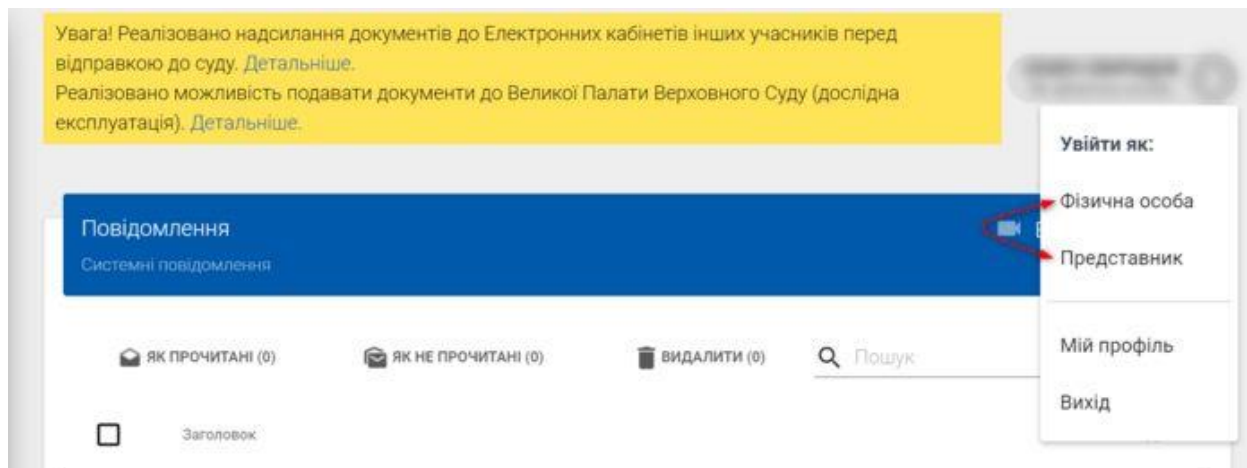 Увага! Реалізовано надсилання документів до Електронних кабінетів інших учасників перед
відправкою до суду. Детальніше.
Реалізовано можливість подавати документи до Великої Палати Верховного Суду (дослідна
експлуатація). Детальніше.
Увійти як:
Фізична особа
Представник
Мій профіль
Вихід
Повідомлення
Системні повідомлення
ЯК ПРОЧИТАНІ (0)
ЯК НЕ ПРОЧИТАНІ (0)
ВИДАЛИТИ (0)
Пошук
Заголовок